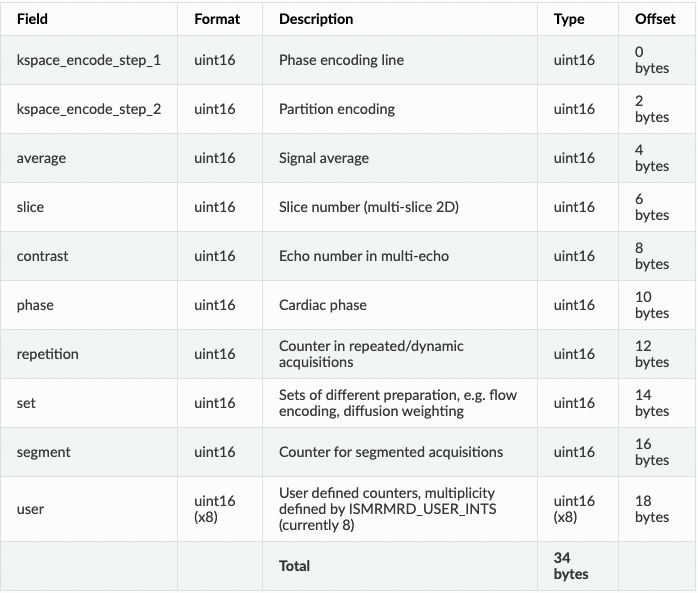 Field Format Description Type Offset
kspace_encode_step_1 uint16 Phase encoding line uint16 0
bytes
kspace_encode_step_2 uint16 Partition encoding uint16 2
bytes
average uint16 Signal average uint16 4
bytes
slice uint16 Slice number (multi-slice 2D) uint16 6
bytes
contrast uint16 Echo number in multi-echo uint16 8
bytes
phase uint16 Cardiac phase uint16 10
bytes
repetition uint16 Counter in repeated/dynamic
acquisitions uint16 12
bytes
set uint16 Sets of different preparation, e.g. flow
encoding, diffusion weighting uint16 14
bytes
segment uint16 Counter for segmented acquisitions uint16 16
bytes
user uint16
(x8) User defined counters, multiplicity
defined by ISMRMRD_USER_INTS
(currently 8) uint16
(x8) 18
bytes
Total 34
bytes